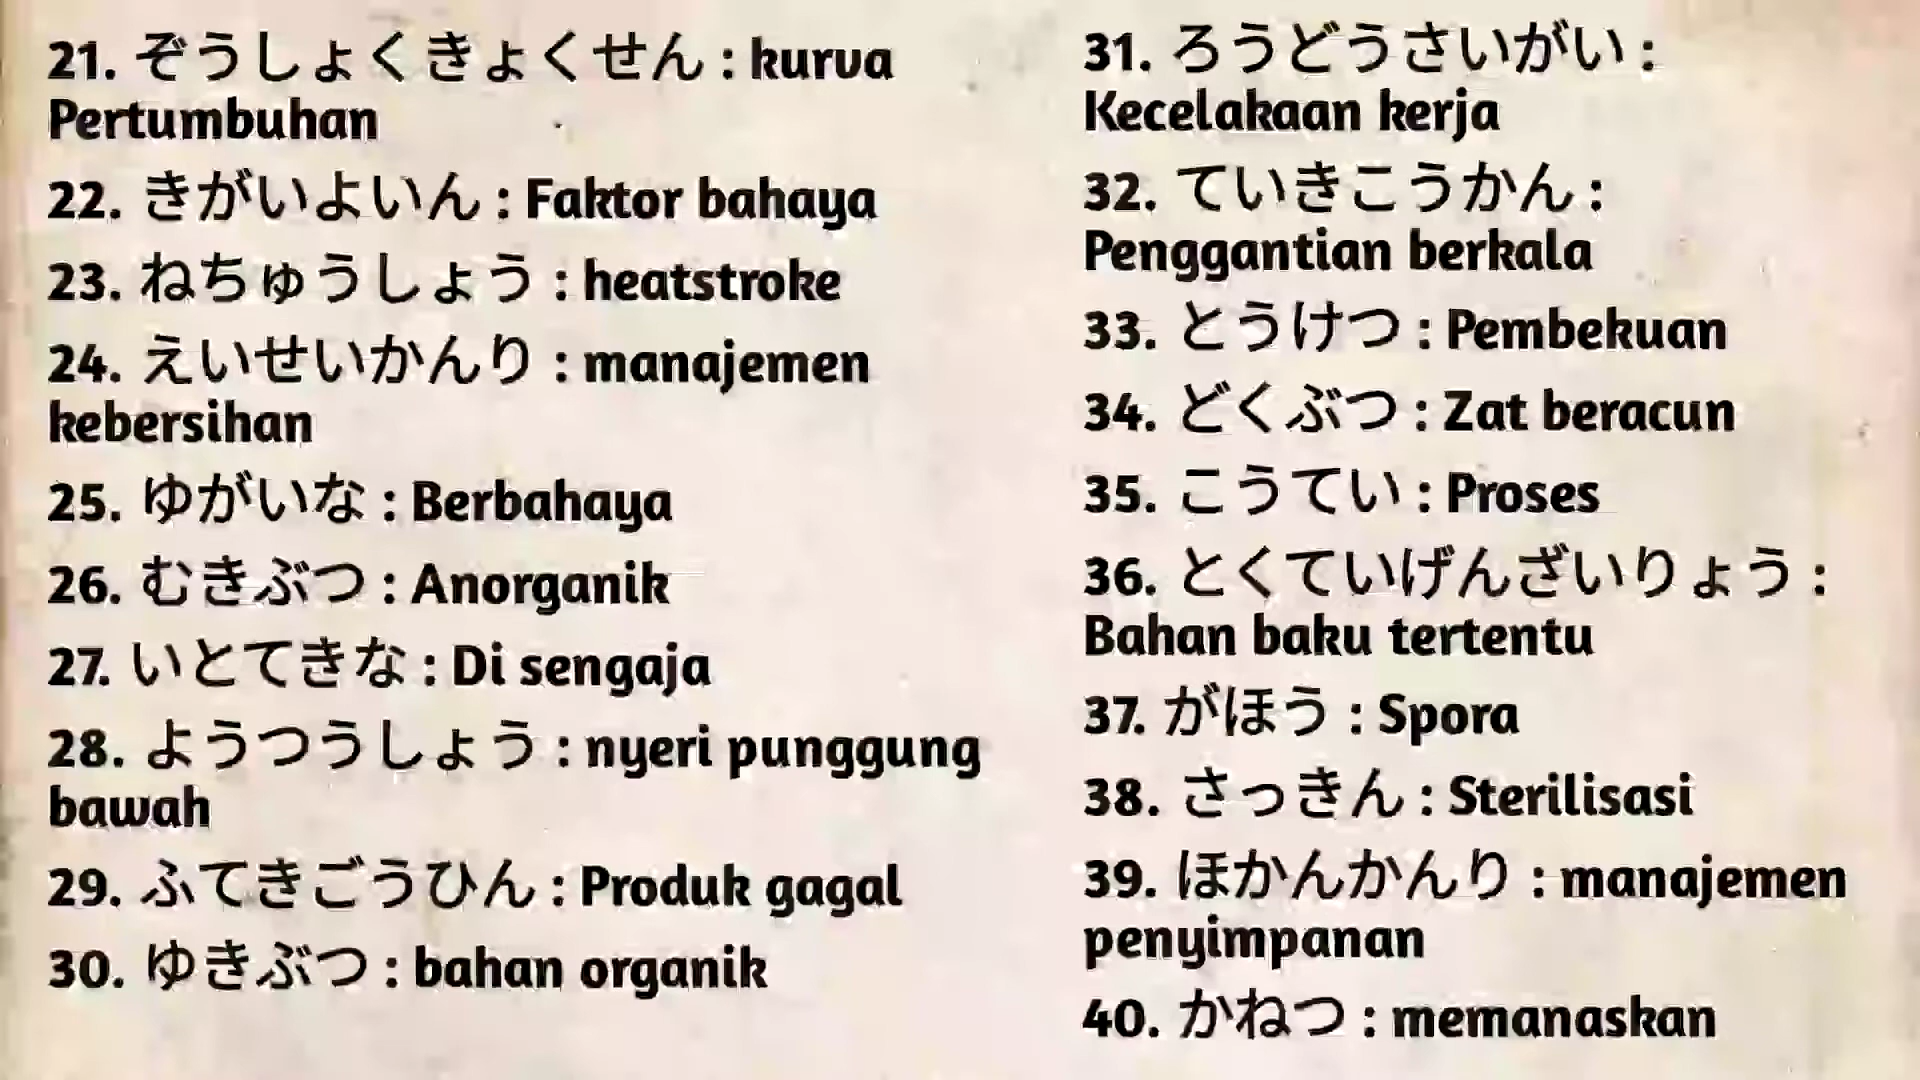 21. ぞうしょくきょくせん : kurva
Pertumbuhan
22. きがいよいん : Faktor bahaya
23. ねちゅうしょう : heatstroke
24. えいせいかんり : manajemen
kebersihan
25. ゆがいな : Berbahaya
26. むきぶつ : Anorganik
27. いとてきな : Di sengaja
28. ようつうしょう : nyeri punggung
bawah
29. ふてきごうひん : Produk gagal
30. ゆきぶつ : bahan organik
31. ろうどうさいがい :
Kecelakaan kerja
32. ていきこうかん :
Penggantian berkala
33. とうけつ : Pembekuan
34. どくぶつ : Zat beracun
35. こうてい : Proses
36. とくていげんざいりょう :
Bahan baku tertentu
37. がほう : Spora
38. さっきん : Sterilisasi
39. ほかんかんり : manajemen
penyimpanan
40. かねつ : memanaskan